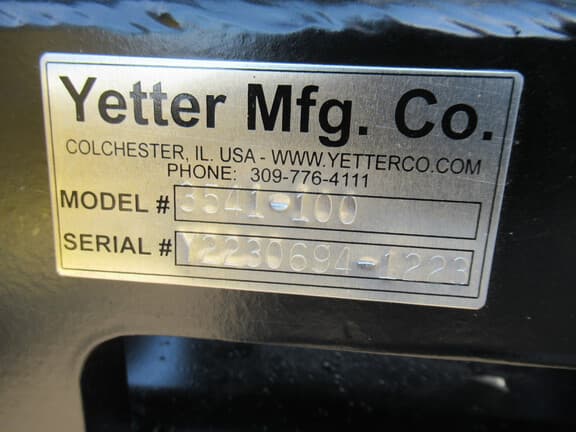 Yetter Mfg. Co.
COLCHESTER, IL. USA - WWW.YETTERCO.COM
PHONE: 309-776-4111
MODEL # 3541-100
SERIAL # Y2230694-1223